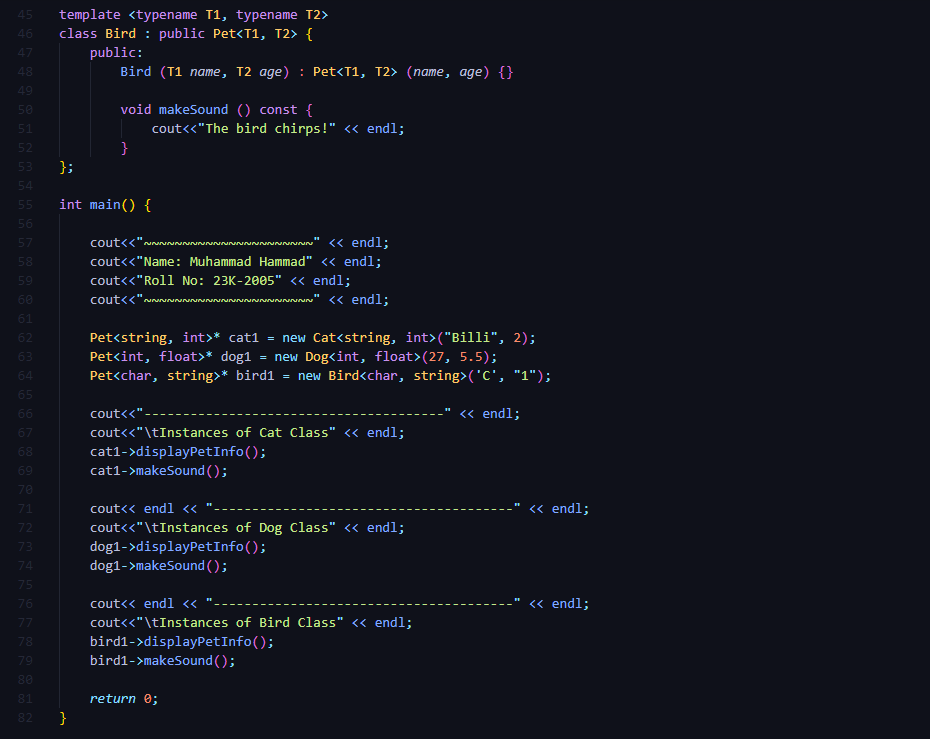 45 template <typename T1, typename T2>
46 class Bird : public Pet<T1, T2> {
47     public:
48         Bird (T1 name, T2 age) : Pet<T1, T2> (name, age) {}
49
50         void makeSound () const {
51             cout<<"The bird chirps!" << endl;
52         }
53 };
54
55 int main() {
56
57     cout<<"~~~~~~~~~~~~~~~~~~~~~~" << endl;
58     cout<<"Name: Muhammad Hammad" << endl;
59     cout<<"Roll No: 23K-2005" << endl;
60     cout<<"~~~~~~~~~~~~~~~~~~~~~~" << endl;
61
62     Pet<string, int>* cat1 = new Cat<string, int>("Billi", 2);
63     Pet<int, float>* dog1 = new Dog<int, float>(27, 5.5);
64     Pet<char, string>* bird1 = new Bird<char, string>('C', "1");
65
66     cout<<"---------------------------------------" << endl;
67     cout<<"\tInstances of Cat Class" << endl;
68     cat1->displayPetInfo();
69     cat1->makeSound();
70
71     cout<< endl << "---------------------------------------" << endl;
72     cout<<"\tInstances of Dog Class" << endl;
73     dog1->displayPetInfo();
74     dog1->makeSound();
75
76     cout<< endl << "---------------------------------------" << endl;
77     cout<<"\tInstances of Bird Class" << endl;
78     bird1->displayPetInfo();
79     bird1->makeSound();
80
81     return 0;
82 }